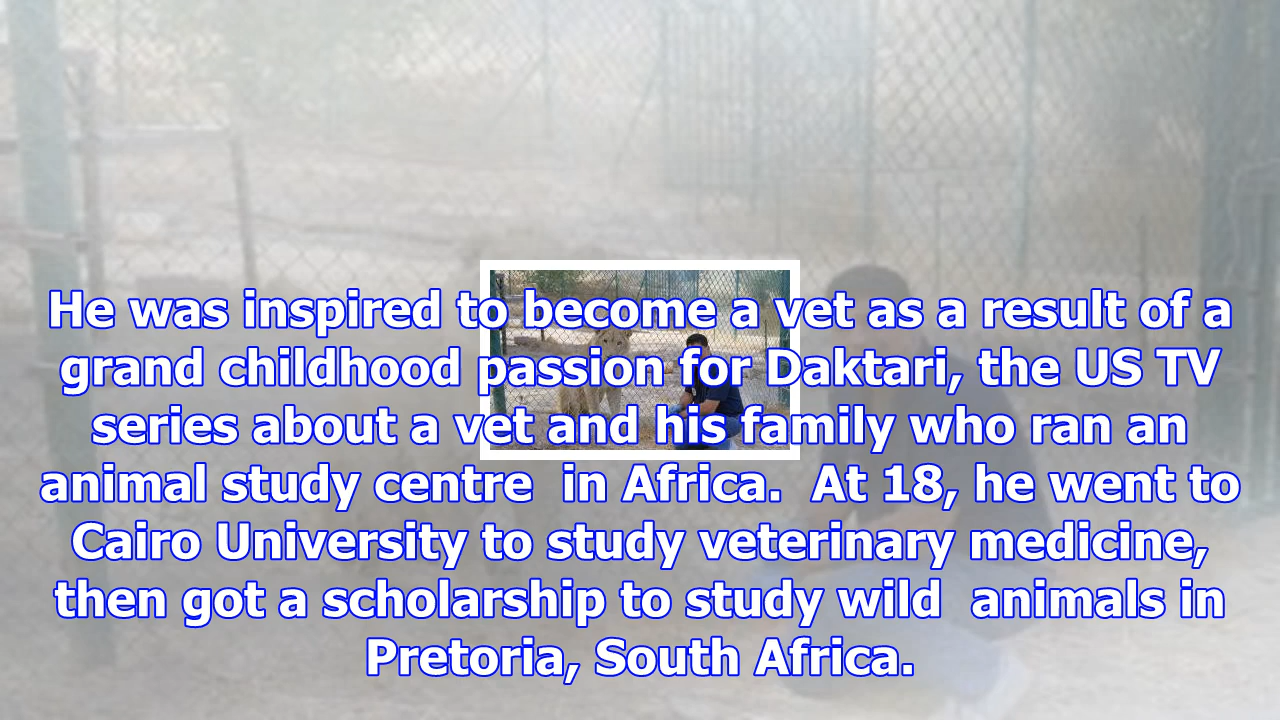 He was inspired to become a vet as a result of a
grand childhood passion for Daktari, the US TV
series about a vet and his family who ran an
animal study centre  in Africa.  At 18, he went to
Cairo University to study veterinary medicine,
then got a scholarship to study wild  animals in
Pretoria, South Africa.